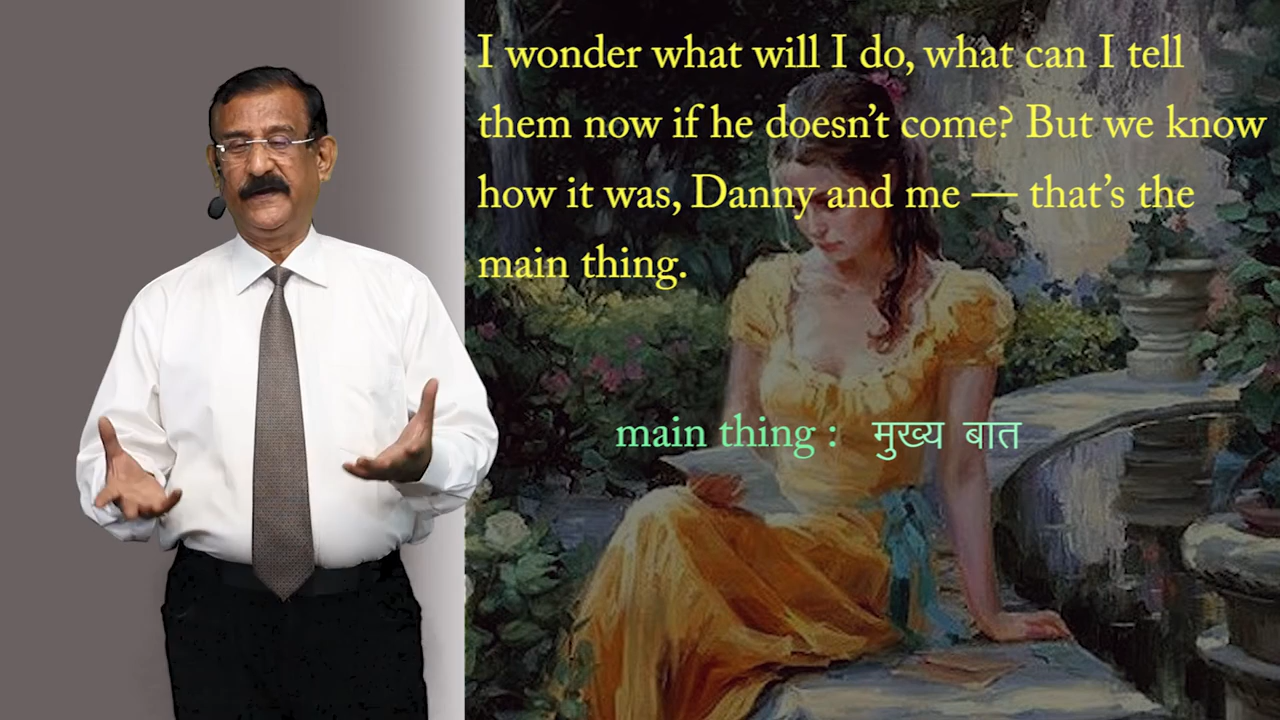 I wonder what will I do, what can I tell
them now if he doesn’t come? But we know
how it was, Danny and me — that’s the
main thing.
main thing : मुख्य बात